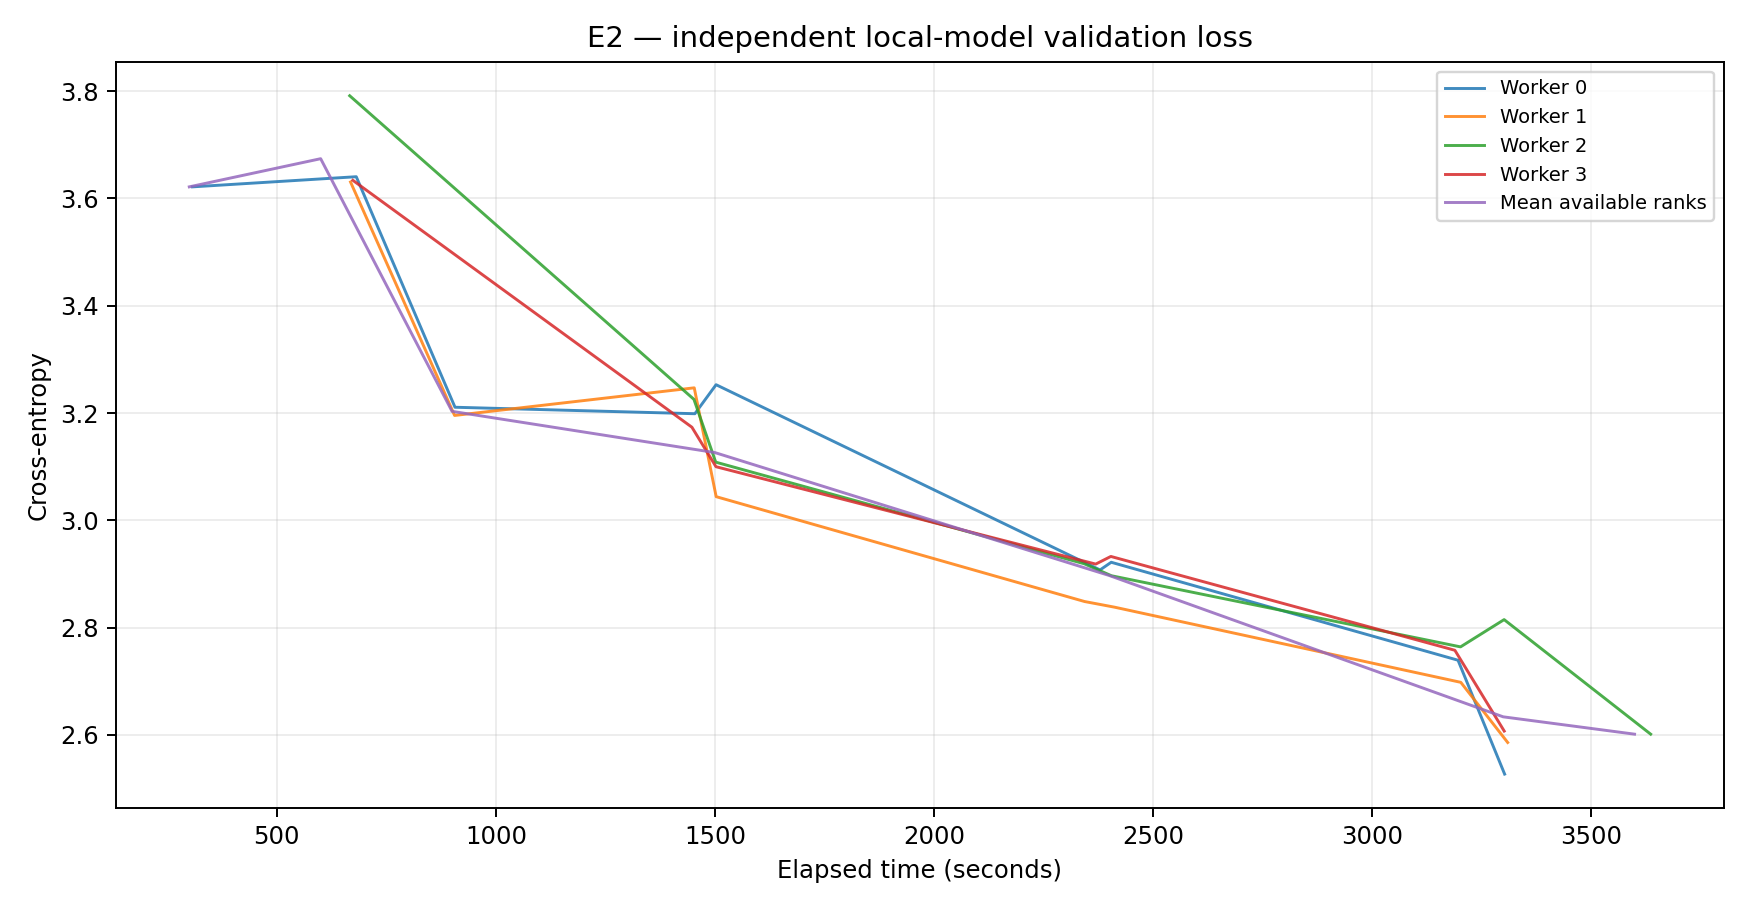 E2 — independent local-model validation loss
Cross-entropy
3.8
3.6
3.4
3.2
3.0
2.8
2.6
Worker 0
Worker 1
Worker 2
Worker 3
Mean available ranks
500 1000 1500 2000 2500 3000 3500
Elapsed time (seconds)